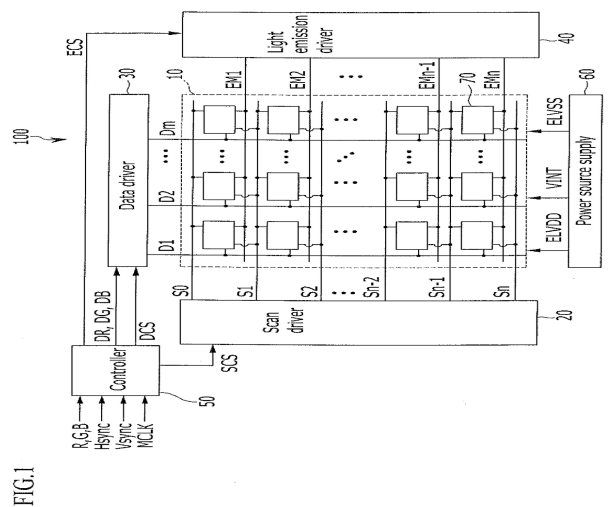 FIG.1
100
R,G,B
Hsync
Vsync
MCLK
Controller
50
DR, DG, DB
DCS
SCS
ECS
Data driver
30
D1
D2
•••
Dm
10
Scan driver
20
S0
S1
S2
Sn-2
Sn-1
Sn
Light emission driver
40
EM1
EM2
EMn-1
EMn
70
ELVDD
VINT
ELVSS
Power source supply
60